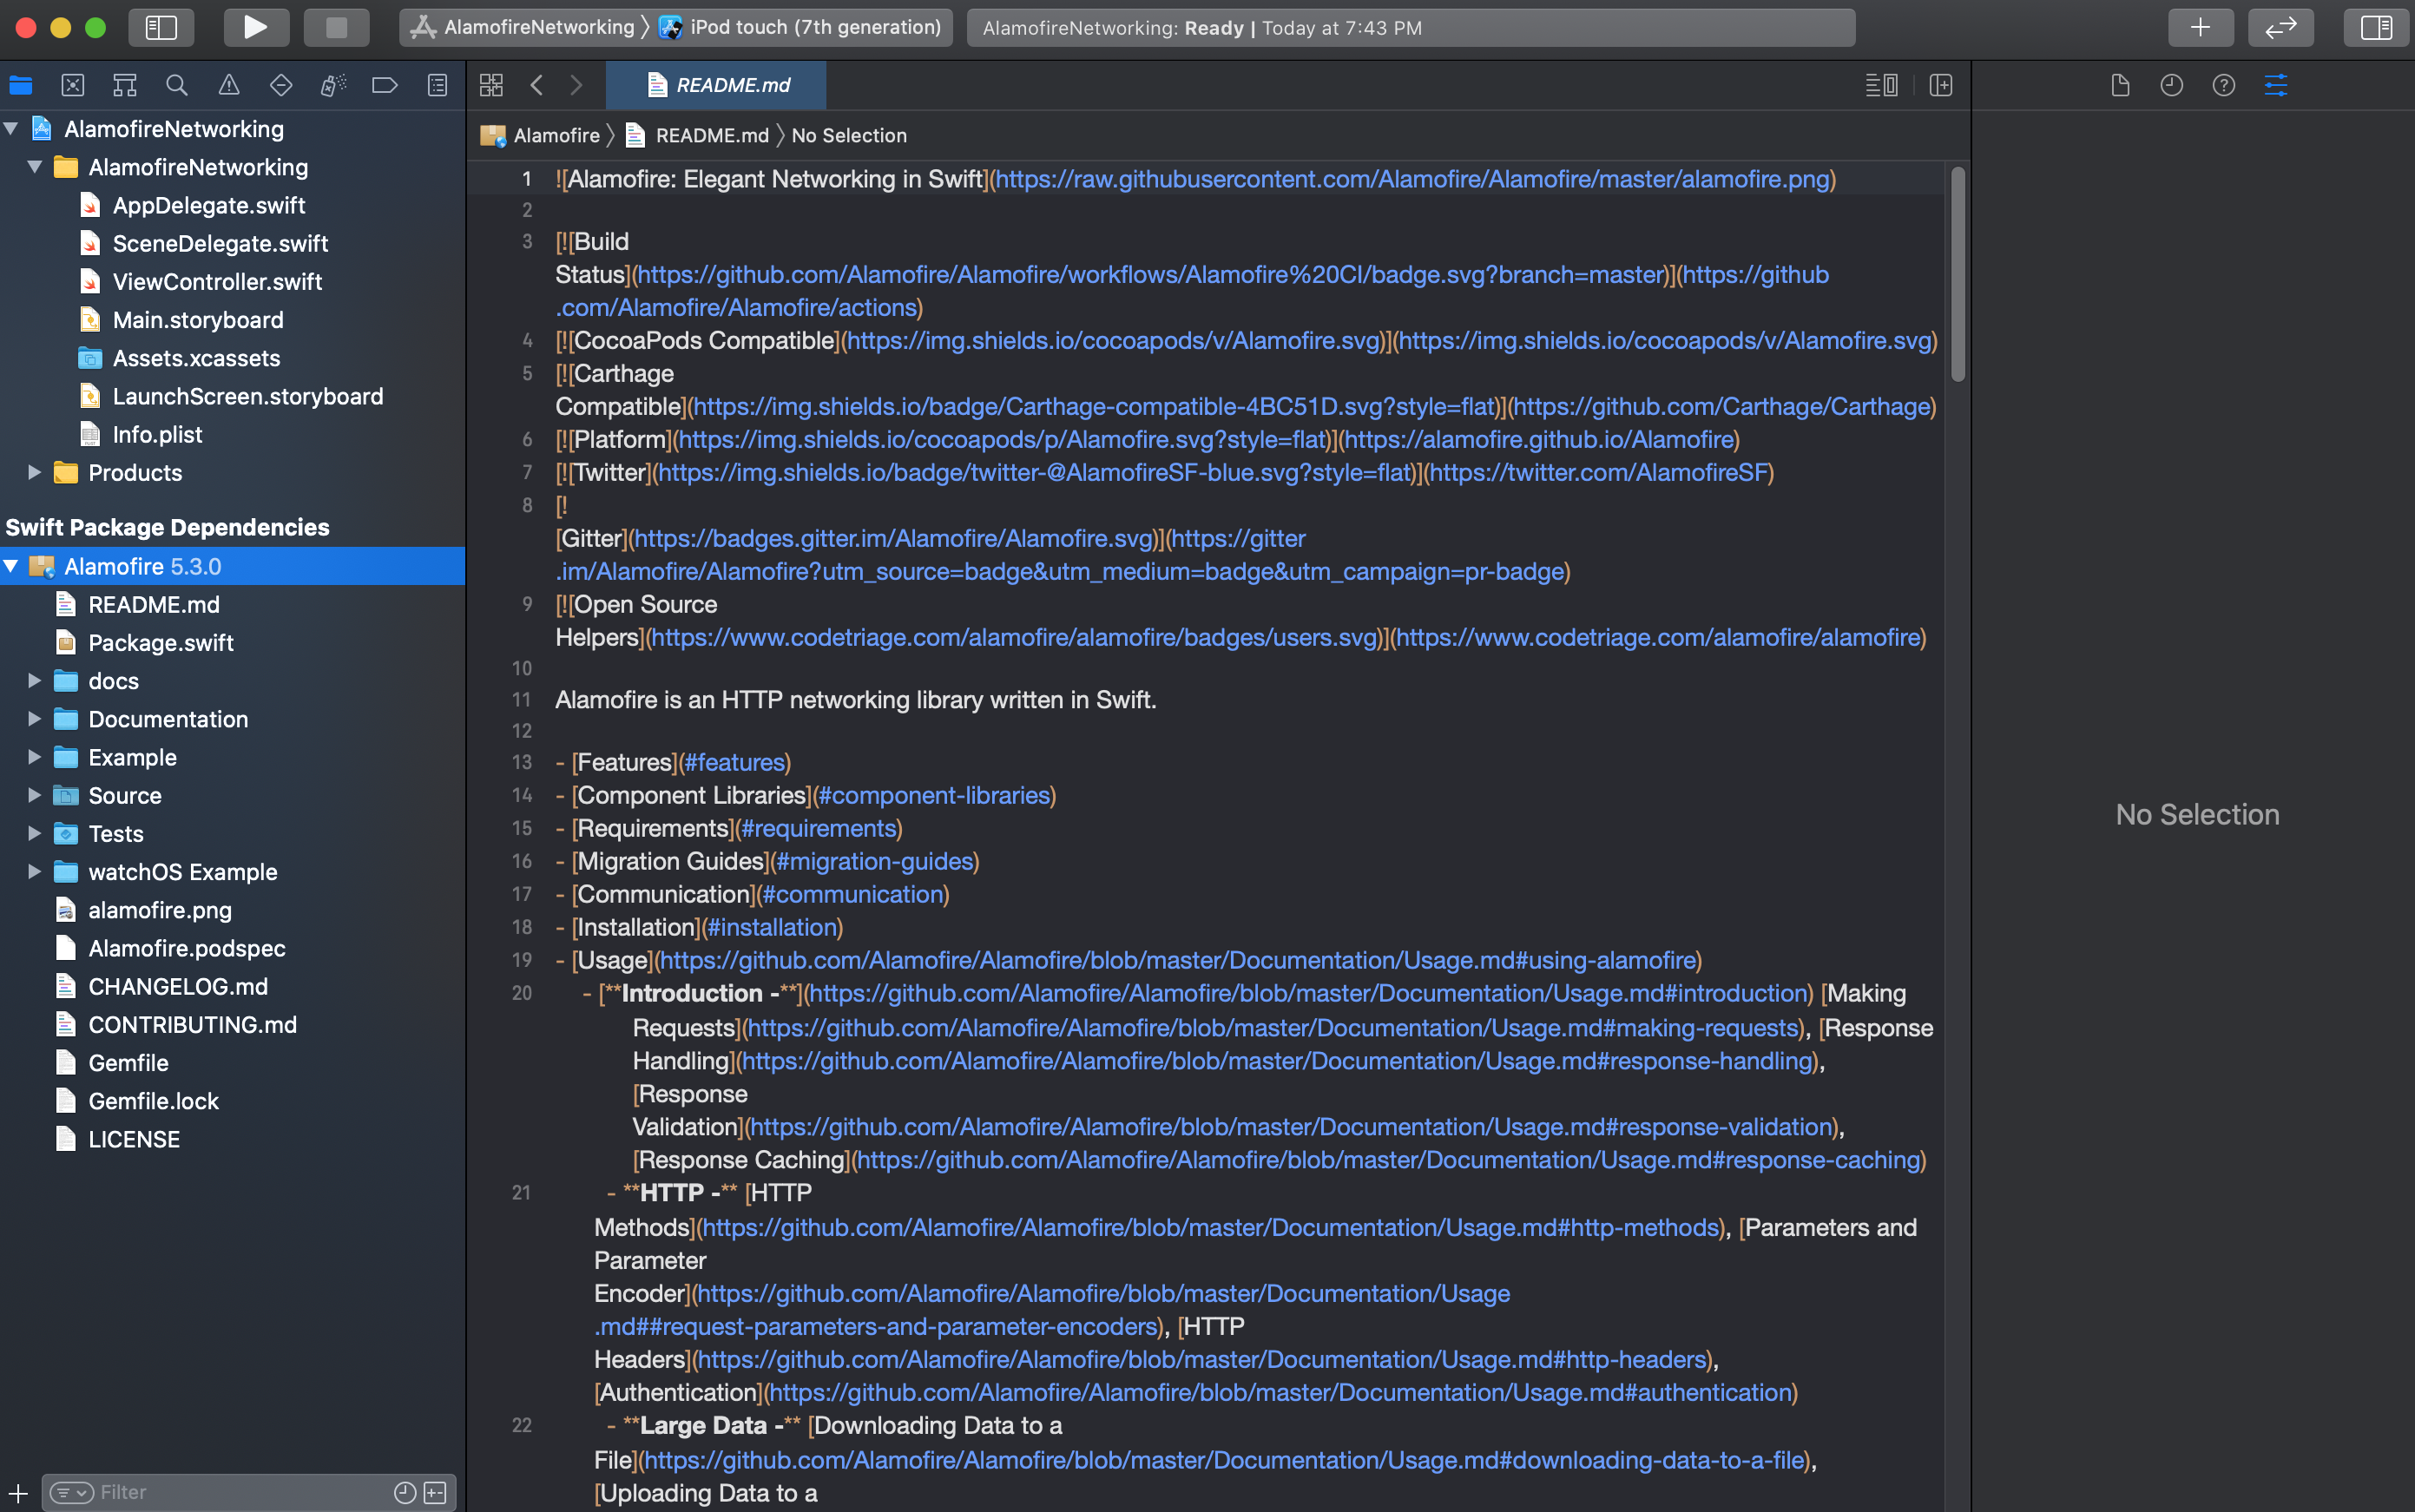 AlamofireNetworking 〉 iPod touch (7th generation)
AlamofireNetworking: Ready | Today at 7:43 PM
AlamofireNetworking
AlamofireNetworking
AppDelegate.swift
SceneDelegate.swift
ViewController.swift
Main.storyboard
Assets.xcassets
LaunchScreen.storyboard
Info.plist
Products
Swift Package Dependencies
Alamofire 5.3.0
README.md
Package.swift
docs
Documentation
Example
Source
Tests
watchOS Example
alamofire.png
Alamofire.podspec
CHANGELOG.md
CONTRIBUTING.md
Gemfile
Gemfile.lock
LICENSE
Filter
README.md
Alamofire 〉 README.md 〉 No Selection
1 ![Alamofire: Elegant Networking in Swift](https://raw.githubusercontent.com/Alamofire/Alamofire/master/alamofire.png)
2
3 [![Build
Status](https://github.com/Alamofire/Alamofire/workflows/Alamofire%20CI/badge.svg?branch=master)](https://github
.com/Alamofire/Alamofire/actions)
4 [![CocoaPods Compatible](https://img.shields.io/cocoapods/v/Alamofire.svg)](https://img.shields.io/cocoapods/v/Alamofire.svg)
5 [![Carthage
Compatible](https://img.shields.io/badge/Carthage-compatible-4BC51D.svg?style=flat)](https://github.com/Carthage/Carthage)
6 [![Platform](https://img.shields.io/cocoapods/p/Alamofire.svg?style=flat)](https://alamofire.github.io/Alamofire)
7 [![Twitter](https://img.shields.io/badge/twitter-@AlamofireSF-blue.svg?style=flat)](https://twitter.com/AlamofireSF)
8 [!
[Gitter](https://badges.gitter.im/Alamofire/Alamofire.svg)](https://gitter
.im/Alamofire/Alamofire?utm_source=badge&utm_medium=badge&utm_campaign=pr-badge)
9 [![Open Source
Helpers](https://www.codetriage.com/alamofire/alamofire/badges/users.svg)](https://www.codetriage.com/alamofire/alamofire)
10
11 Alamofire is an HTTP networking library written in Swift.
12
13 - [Features](#features)
14 - [Component Libraries](#component-libraries)
15 - [Requirements](#requirements)
16 - [Migration Guides](#migration-guides)
17 - [Communication](#communication)
18 - [Installation](#installation)
19 - [Usage](https://github.com/Alamofire/Alamofire/blob/master/Documentation/Usage.md#using-alamofire)
20 - [**Introduction -**](https://github.com/Alamofire/Alamofire/blob/master/Documentation/Usage.md#introduction) [Making
Requests](https://github.com/Alamofire/Alamofire/blob/master/Documentation/Usage.md#making-requests), [Response
Handling](https://github.com/Alamofire/Alamofire/blob/master/Documentation/Usage.md#response-handling),
[Response
Validation](https://github.com/Alamofire/Alamofire/blob/master/Documentation/Usage.md#response-validation),
[Response Caching](https://github.com/Alamofire/Alamofire/blob/master/Documentation/Usage.md#response-caching)
21 - **HTTP -** [HTTP
Methods](https://github.com/Alamofire/Alamofire/blob/master/Documentation/Usage.md#http-methods), [Parameters and
Parameter
Encoder](https://github.com/Alamofire/Alamofire/blob/master/Documentation/Usage
.md##request-parameters-and-parameter-encoders), [HTTP
Headers](https://github.com/Alamofire/Alamofire/blob/master/Documentation/Usage.md#http-headers),
[Authentication](https://github.com/Alamofire/Alamofire/blob/master/Documentation/Usage.md#authentication)
22 - **Large Data -** [Downloading Data to a
File](https://github.com/Alamofire/Alamofire/blob/master/Documentation/Usage.md#downloading-data-to-a-file),
[Uploading Data to a
No Selection